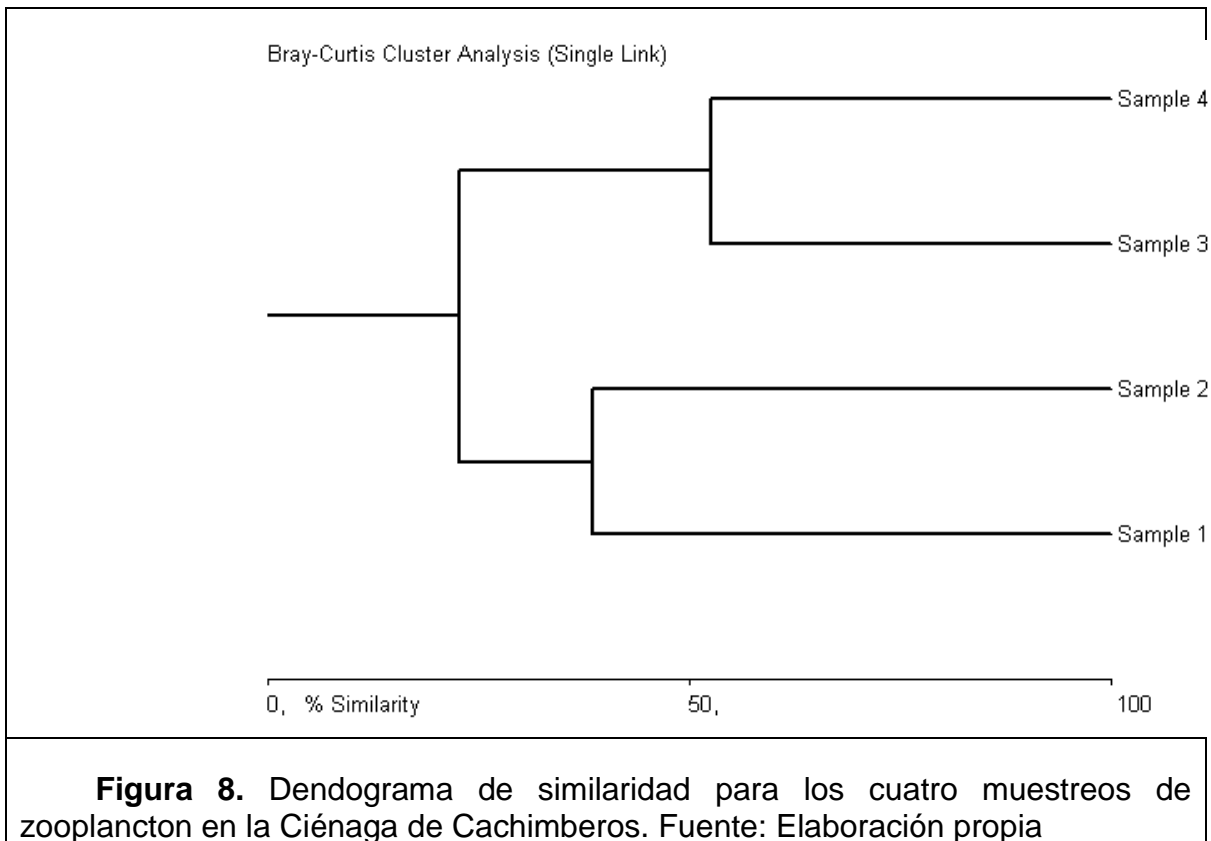 Bray-Curtis Cluster Analysis (Single Link)
Sample 4
Sample 3
Sample 2
Sample 1
0, % Similarity 50, 100
Figura 8. Dendograma de similaridad para los cuatro muestreos de
zooplancton en la Ciénaga de Cachimberos. Fuente: Elaboración propia